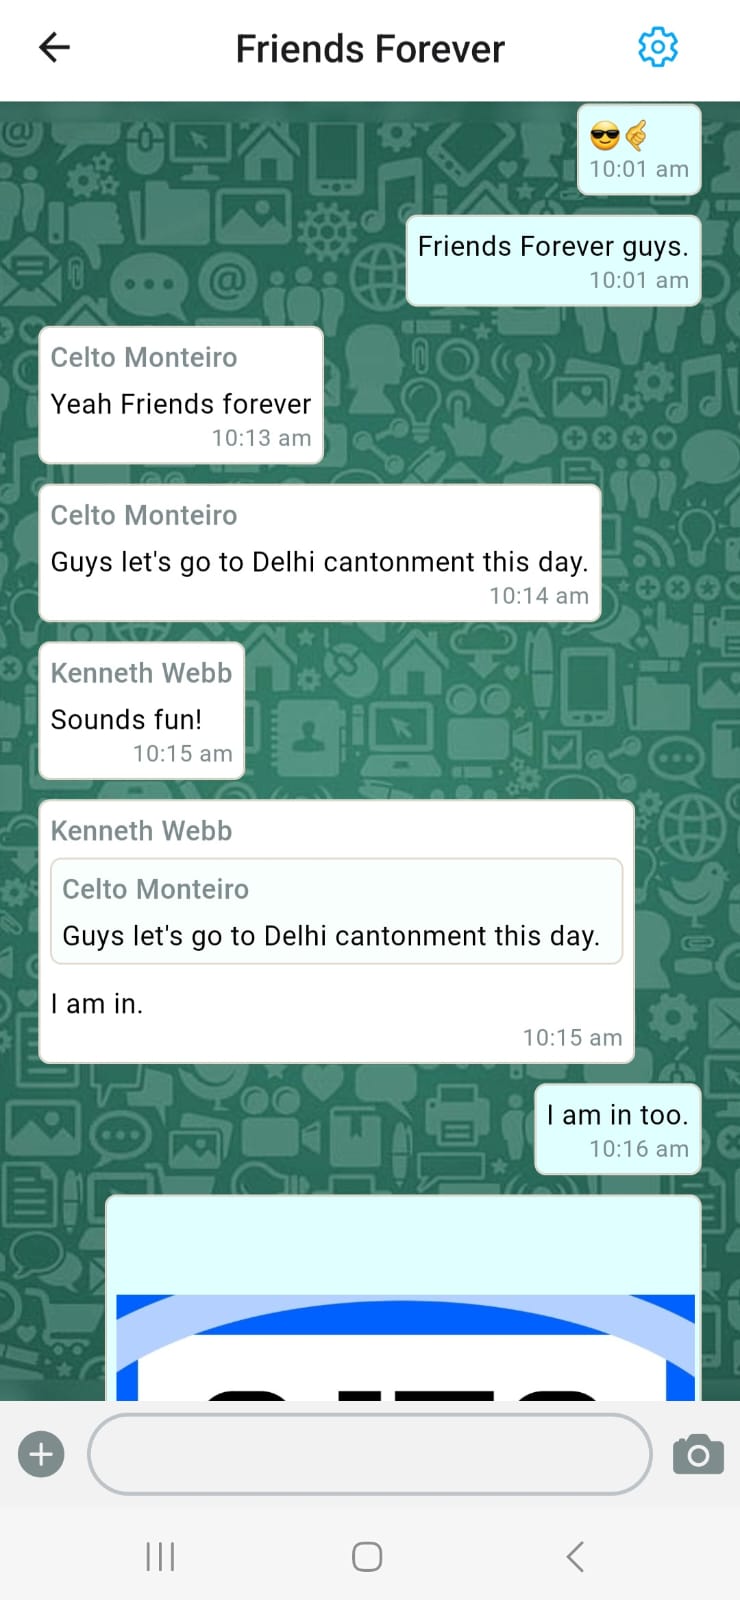 Friends Forever
😎🤙
10:01 am
Friends Forever guys.
10:01 am
Celto Monteiro
Yeah Friends forever
10:13 am
Celto Monteiro
Guys let's go to Delhi cantonment this day.
10:14 am
Kenneth Webb
Sounds fun!
10:15 am
Kenneth Webb
Celto Monteiro
Guys let's go to Delhi cantonment this day.
I am in.
10:15 am
I am in too.
10:16 am